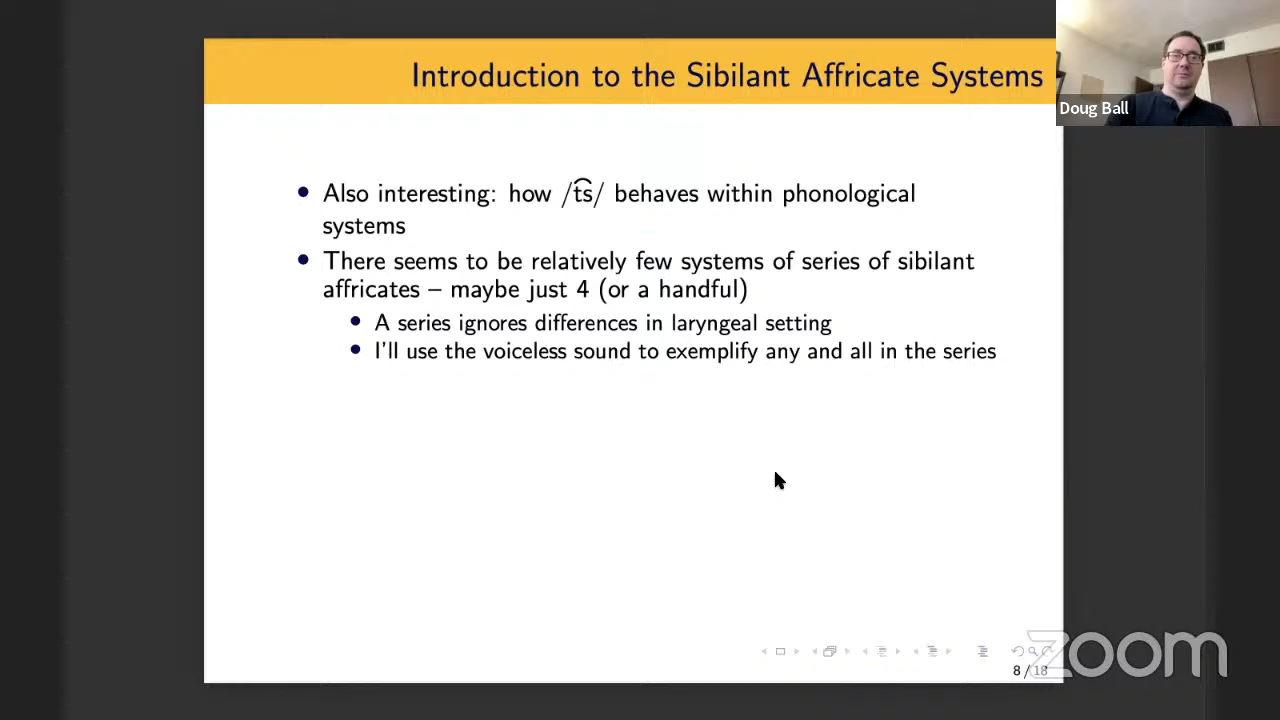 Introduction to the Sibilant Affricate Systems
Doug Ball
Also interesting: how /t͡s/ behaves within phonological
systems
There seems to be relatively few systems of series of sibilant
affricates – maybe just 4 (or a handful)
A series ignores differences in laryngeal setting
I'll use the voiceless sound to exemplify any and all in the series
8 / 18
zoom